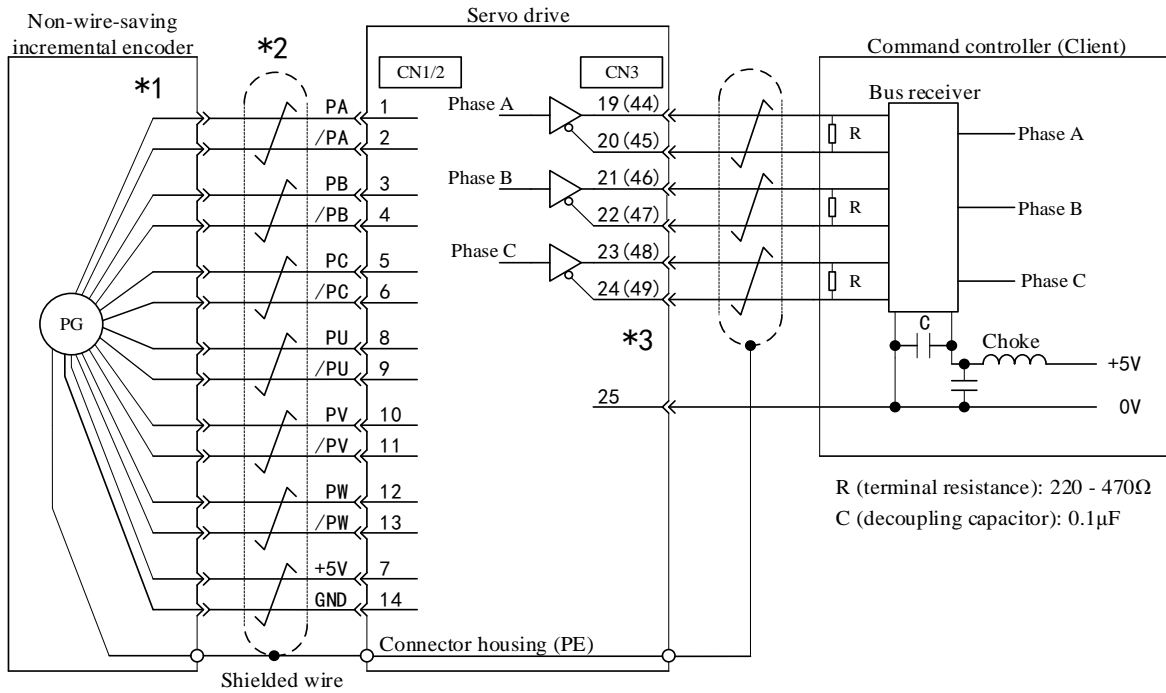 Non-wire-saving
incremental encoder
*1
*2
Servo drive
CN1/2
CN3
Command controller (Client)
Bus receiver
PA 1
/PA 2
PB 3
/PB 4
PC 5
/PC 6
PU 8
/PU 9
PV 10
/PV 11
PW 12
/PW 13
+5V 7
GND 14
PG
Phase A
19(44)
20(45)
Phase B
21(46)
22(47)
Phase C
23(48)
24(49)
*3
25
R
R
R
Phase A
Phase B
Phase C
C
Choke
+5V
0V
R (terminal resistance): 220 - 470Ω
C (decoupling capacitor): 0.1μF
Connector housing (PE)
Shielded wire